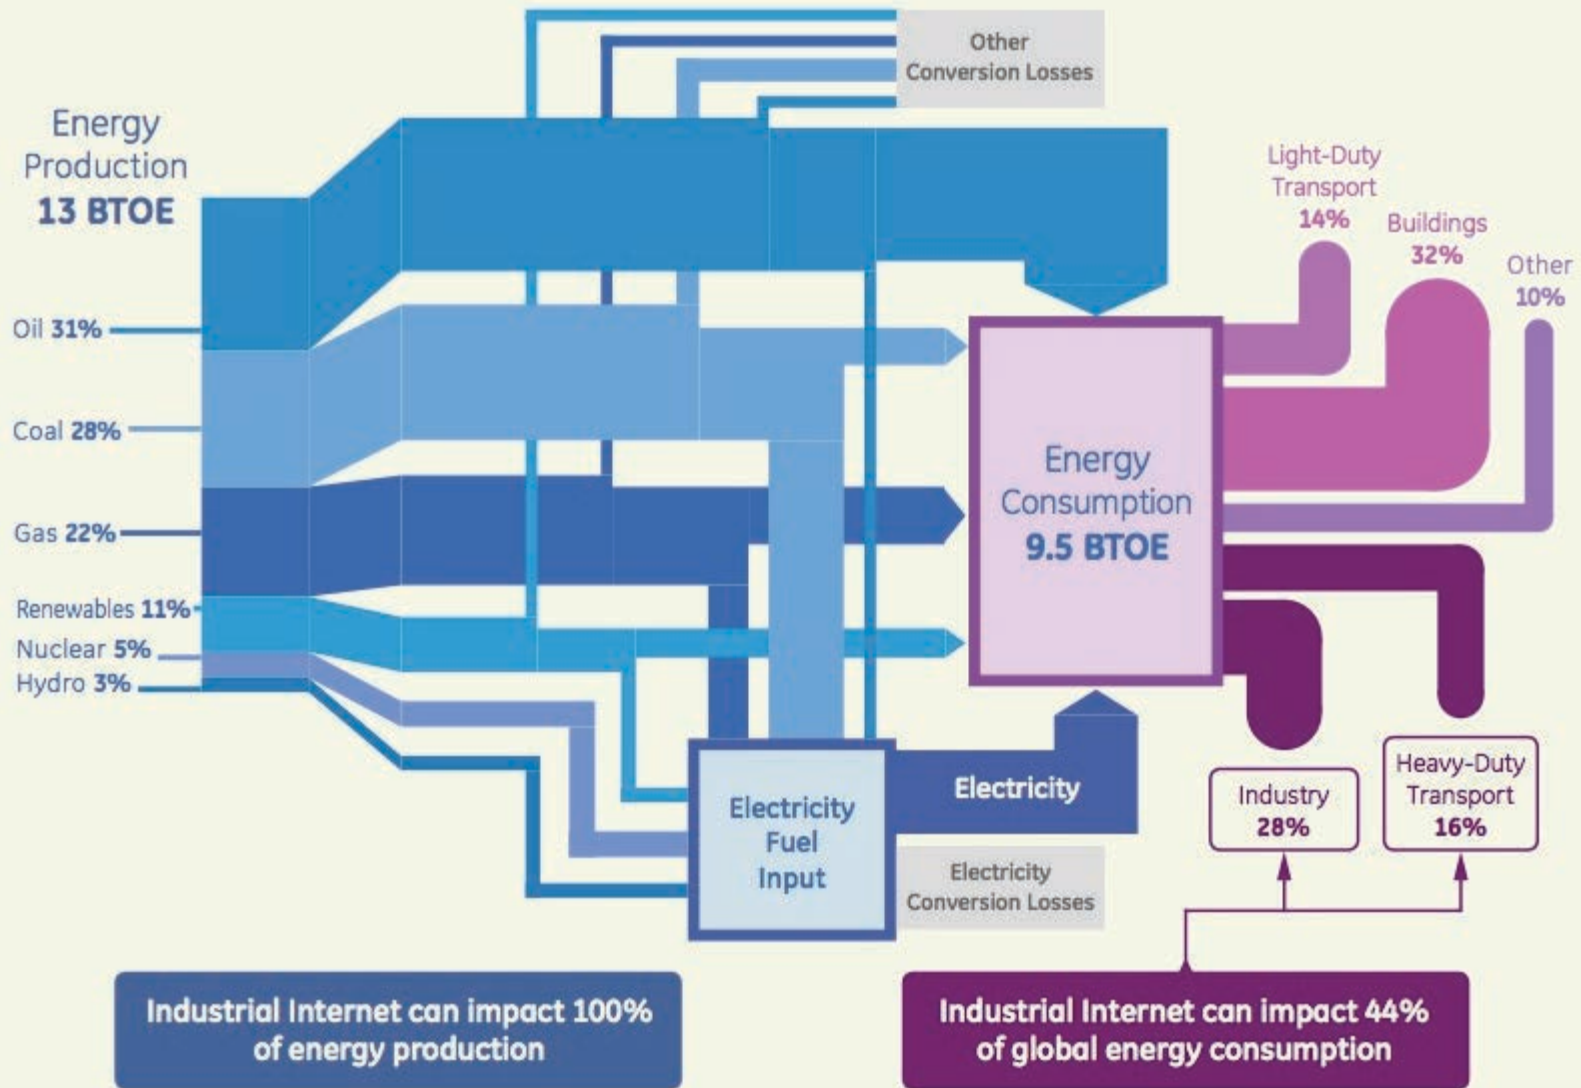 Other
Conversion Losses
Energy
Production
13 BTOE
Oil 31%
Coal 28%
Gas 22%
Renewables 11%
Nuclear 5%
Hydro 3%
Light-Duty
Transport
14%
Buildings
32%
Other
10%
Energy
Consumption
9.5 BTOE
Electricity
Fuel
Input
Electricity
Electricity
Conversion Losses
Industry
28%
Heavy-Duty
Transport
16%
Industrial Internet can impact 100%
of energy production
Industrial Internet can impact 44%
of global energy consumption